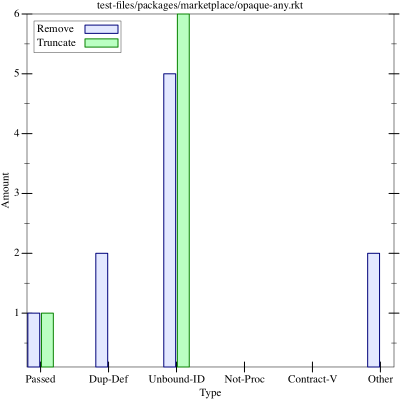 test-files/packages/marketplace/opaque-any.rkt
Remove
Truncate
6
5
4
3
2
1
Amount
Passed Dup-Def Unbound-ID Not-Proc Contract-V Other
Type